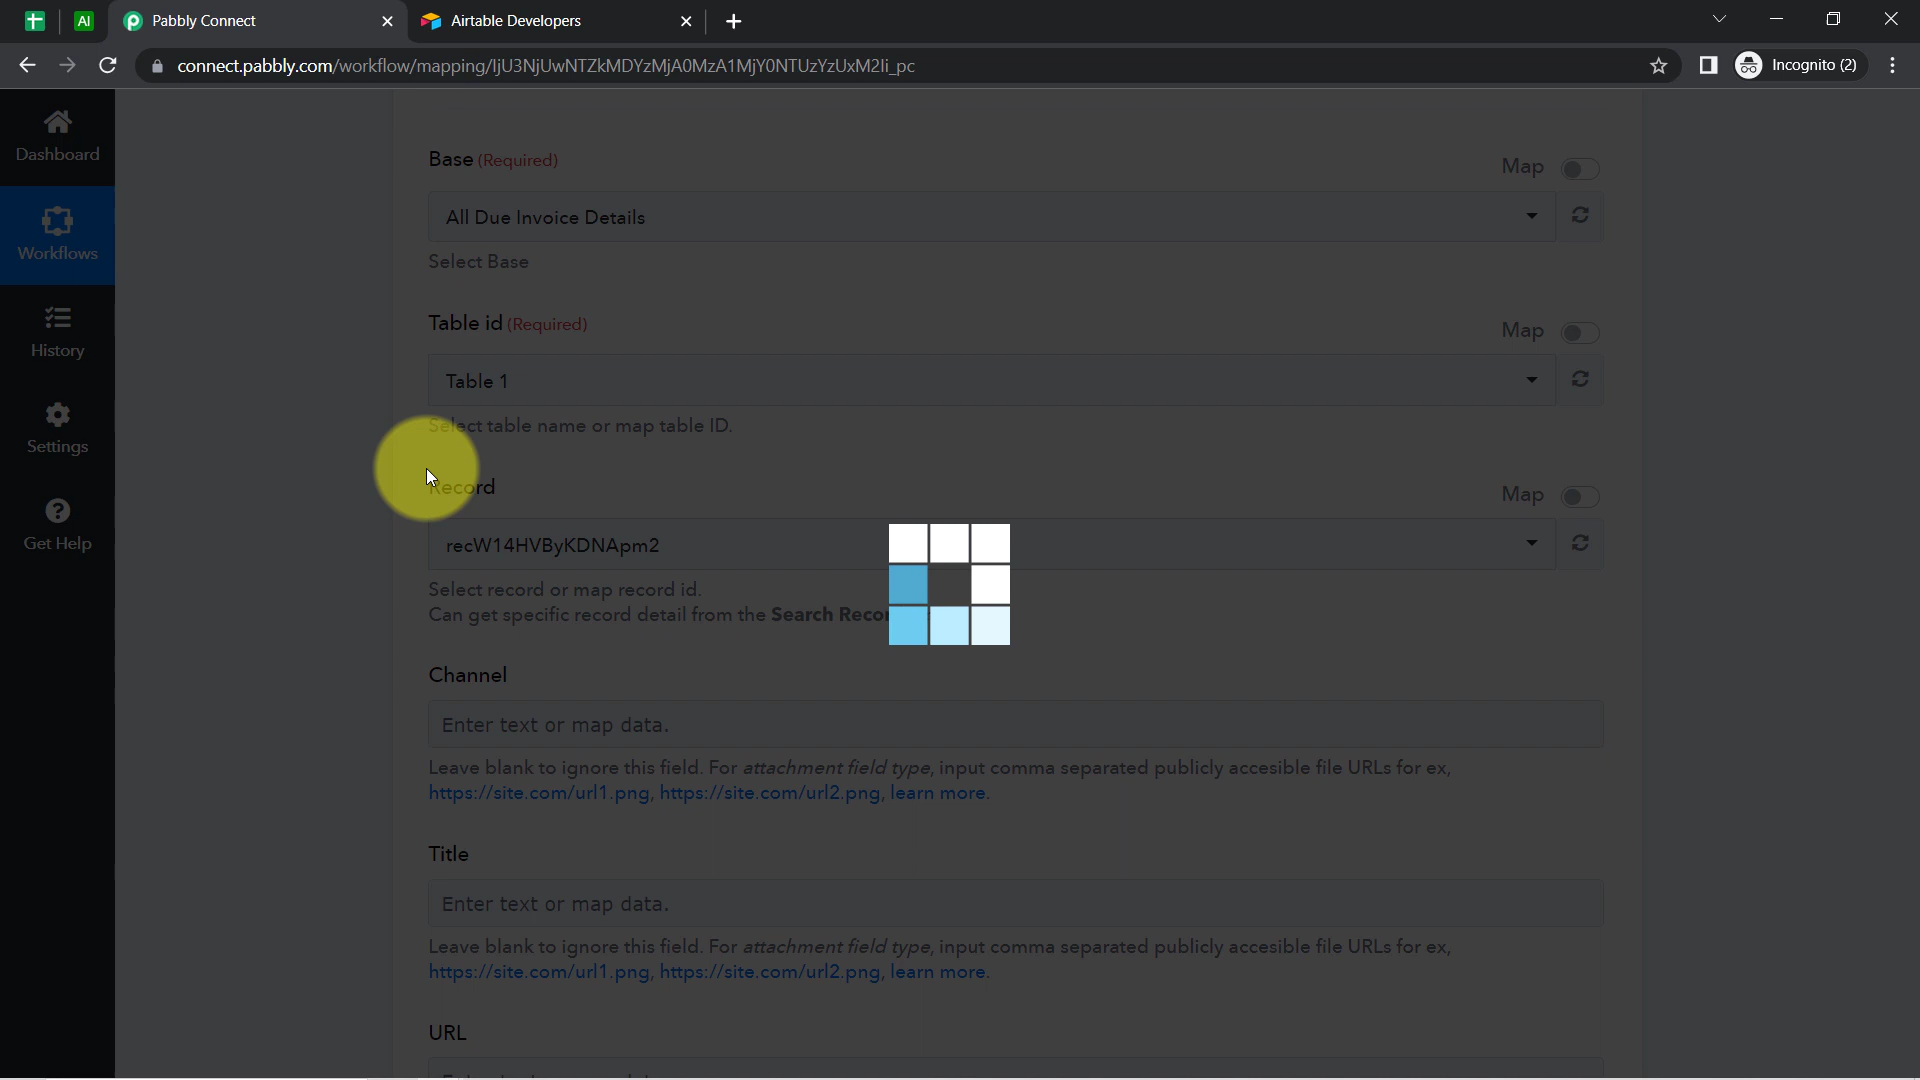 AI
Pabbly Connect
Airtable Developers
connect.pabbly.com/workflow/mapping/IjU3NjUwNTZkMDYzMjA0MzA1MjY0NTUzYzUxM2Ii_pc
Incognito (2)
Dashboard
Workflows
History
Settings
Get Help
Base (Required)
Map
All Due Invoice Details
Select Base
Table id (Required)
Map
Table 1
Select table name or map table ID.
Record
Map
recW14HVByKDNApm2
Select record or map record id.
Can get specific record detail from the Search
Channel
Enter text or map data.
Leave blank to ignore this field. For attachment field type, input comma separated publicly accesible file URLs for ex,
https://site.com/url1.png, https://site.com/url2.png, learn more.
Title
Enter text or map data.
Leave blank to ignore this field. For attachment field type, input comma separated publicly accesible file URLs for ex,
https://site.com/url1.png, https://site.com/url2.png, learn more.
URL